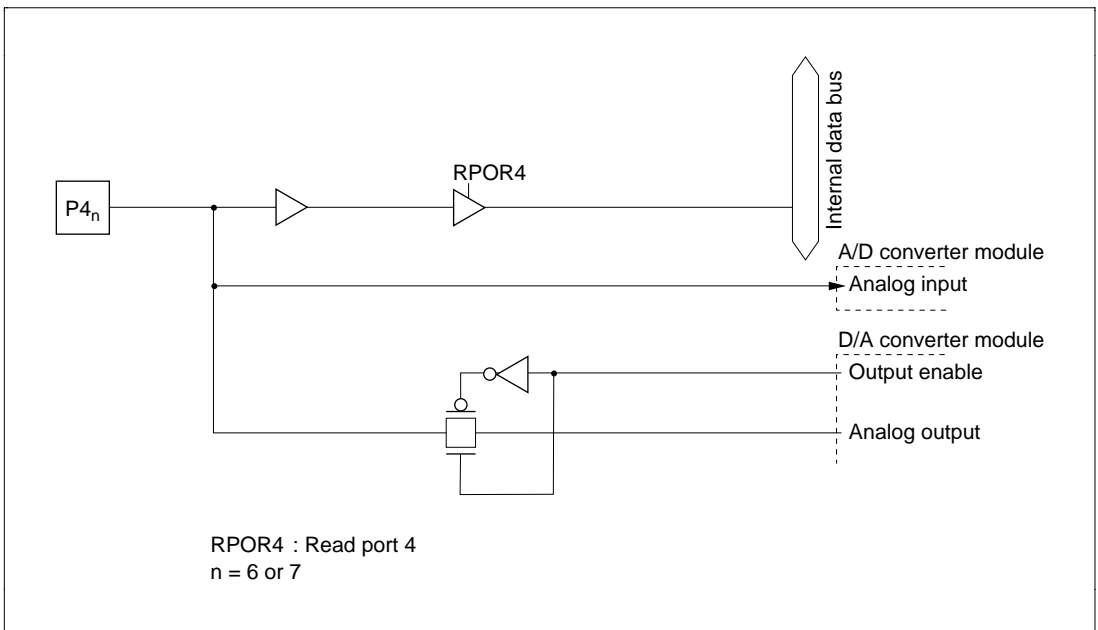 Internal data bus
RPOR4
P4n
A/D converter module
Analog input
D/A converter module
Output enable
Analog output
RPOR4 : Read port 4
n = 6 or 7